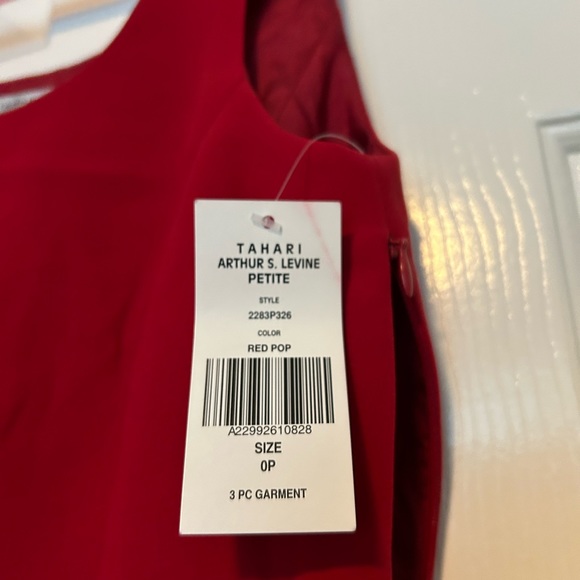 TAHARI
ARTHUR S. LEVINE
PETITE
STYLE
2283P326
COLOR
RED POP
A22992610828
SIZE
0P
3 PC GARMENT